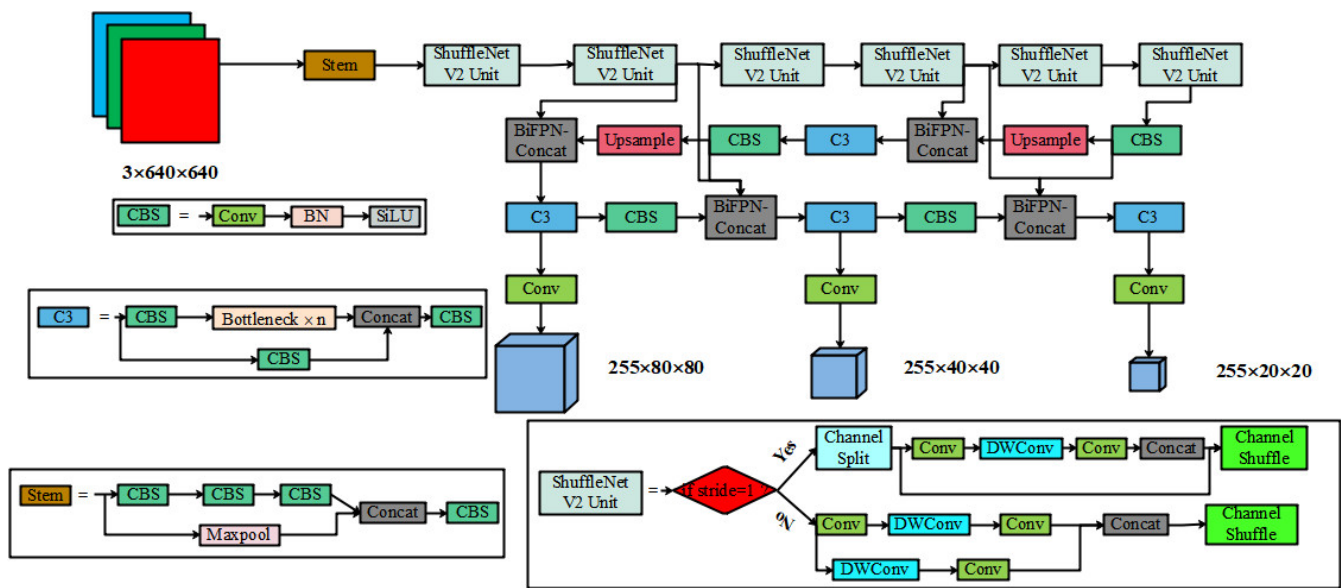 Stem
ShuffleNet
V2 Unit
ShuffleNet
V2 Unit
ShuffleNet
V2 Unit
ShuffleNet
V2 Unit
ShuffleNet
V2 Unit
ShuffleNet
V2 Unit
3×640×640
BiFPN-
Concat
Upsample
CBS
C3
BiFPN-
Concat
Upsample
CBS
C3
CBS
BiFPN-
Concat
C3
CBS
BiFPN-
Concat
C3
Conv
Conv
Conv
255×80×80
255×40×40
255×20×20
CBS = Conv BN SiLU
C3 = CBS Bottleneck × n Concat CBS
CBS
Stem = CBS CBS CBS Concat CBS
Maxpool
ShuffleNet
V2 Unit
=
if stride=1 ?
Yes
No
Channel
Split
Conv DWConv Conv Concat
Channel
Shuffle
Conv DWConv Conv Concat
Channel
Shuffle
DWConv Conv